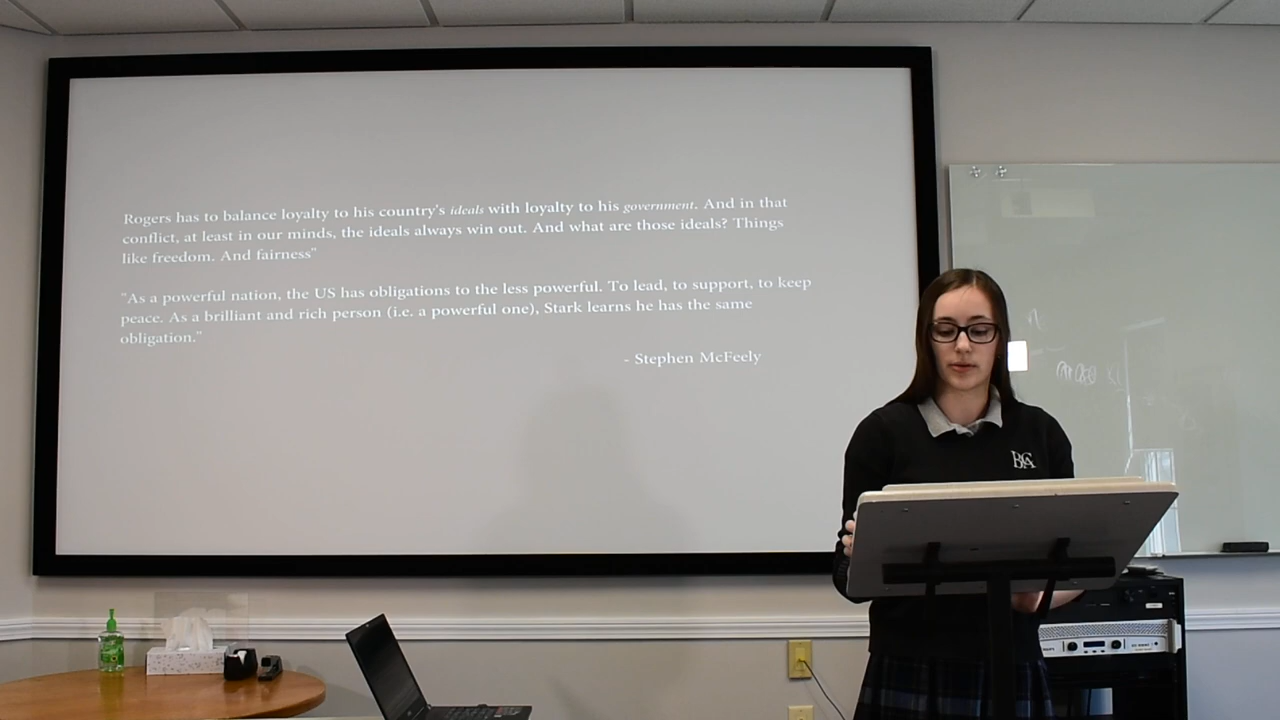 Rogers has to balance loyalty to his country's ideals with loyalty to his government. And in that
conflict, at least in our minds, the ideals always win out. And what are those ideals? Things
like freedom. And fairness"
"As a powerful nation, the US has obligations to the less powerful. To lead, to support, to keep
peace. As a brilliant and rich person (i.e. a powerful one), Stark learns he has the same
obligation."
- Stephen McFeely
BCA